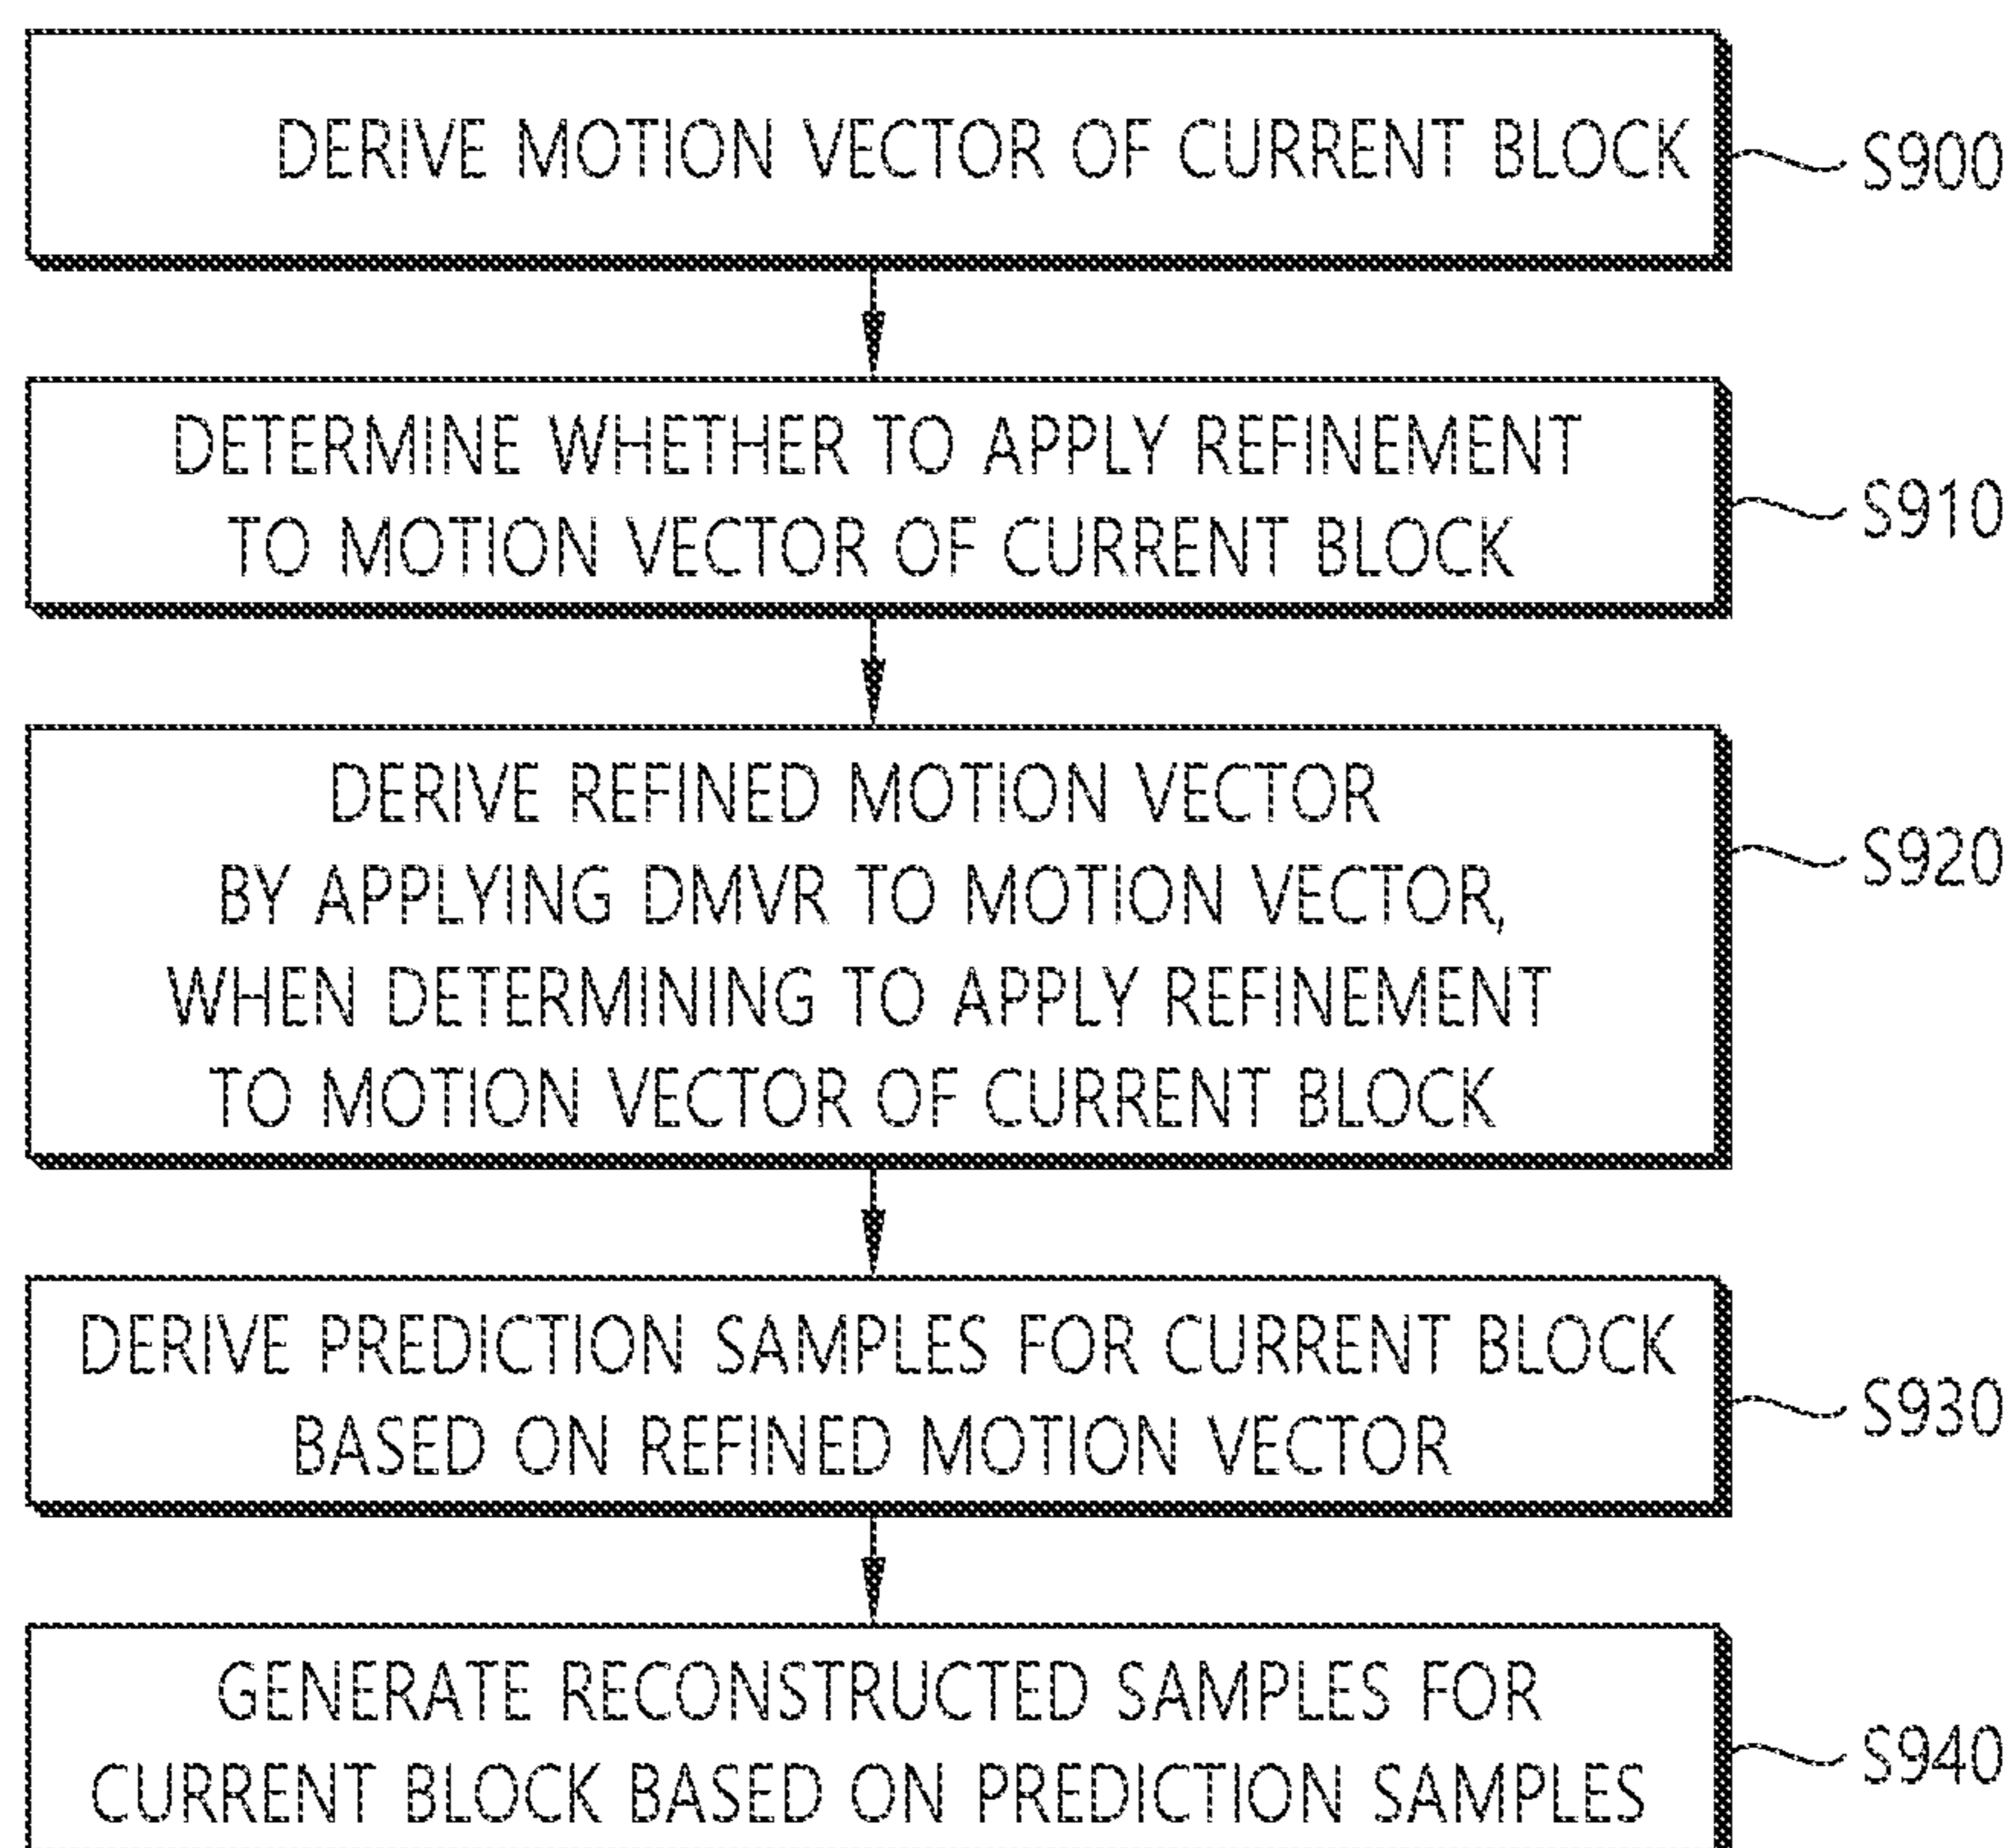 DERIVE MOTION VECTOR OF CURRENT BLOCK
S900
DETERMINE WHETHER TO APPLY REFINEMENT
TO MOTION VECTOR OF CURRENT BLOCK
S910
DERIVE REFINED MOTION VECTOR
BY APPLYING DMVR TO MOTION VECTOR,
WHEN DETERMINING TO APPLY REFINEMENT
TO MOTION VECTOR OF CURRENT BLOCK
S920
DERIVE PREDICTION SAMPLES FOR CURRENT BLOCK
BASED ON REFINED MOTION VECTOR
S930
GENERATE RECONSTRUCTED SAMPLES FOR
CURRENT BLOCK BASED ON PREDICTION SAMPLES
S940